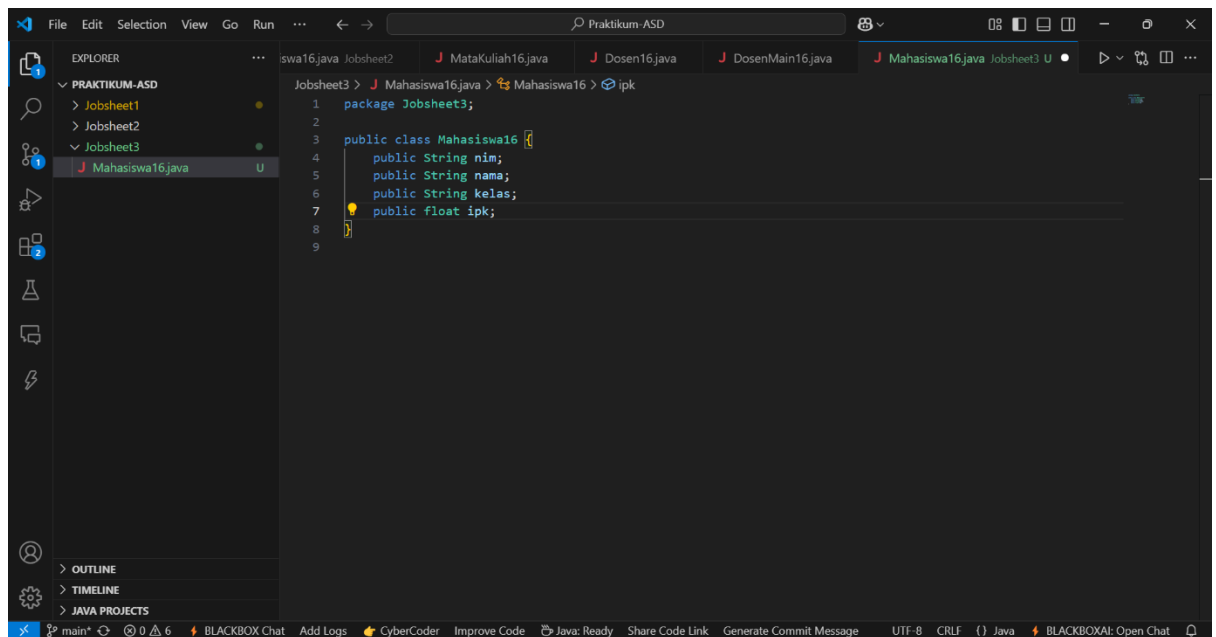 File Edit Selection View Go Run ··· Praktikum-ASD
EXPLORER ···
PRAKTIKUM-ASD
Jobsheet1
Jobsheet2
Jobsheet3
J Mahasiswa16.java U
iswa16.java Jobsheet2 J MataKuliah16.java J Dosen16.java J DosenMain16.java J Mahasiswa16.java Jobsheet3 U
Jobsheet3 > J Mahasiswa16.java > Mahasiswa16 > ipk
1 package Jobsheet3;
2
3 public class Mahasiswa16 {
4 public String nim;
5 public String nama;
6 public String kelas;
7 public float ipk;
8 }
9
1
1
2
OUTLINE
TIMELINE
JAVA PROJECTS
main* 0 6 BLACKBOX Chat Add Logs CyberCoder Improve Code Java: Ready Share Code Link Generate Commit Message UTF-8 CRLF {} Java BLACKBOXAI: Open Chat